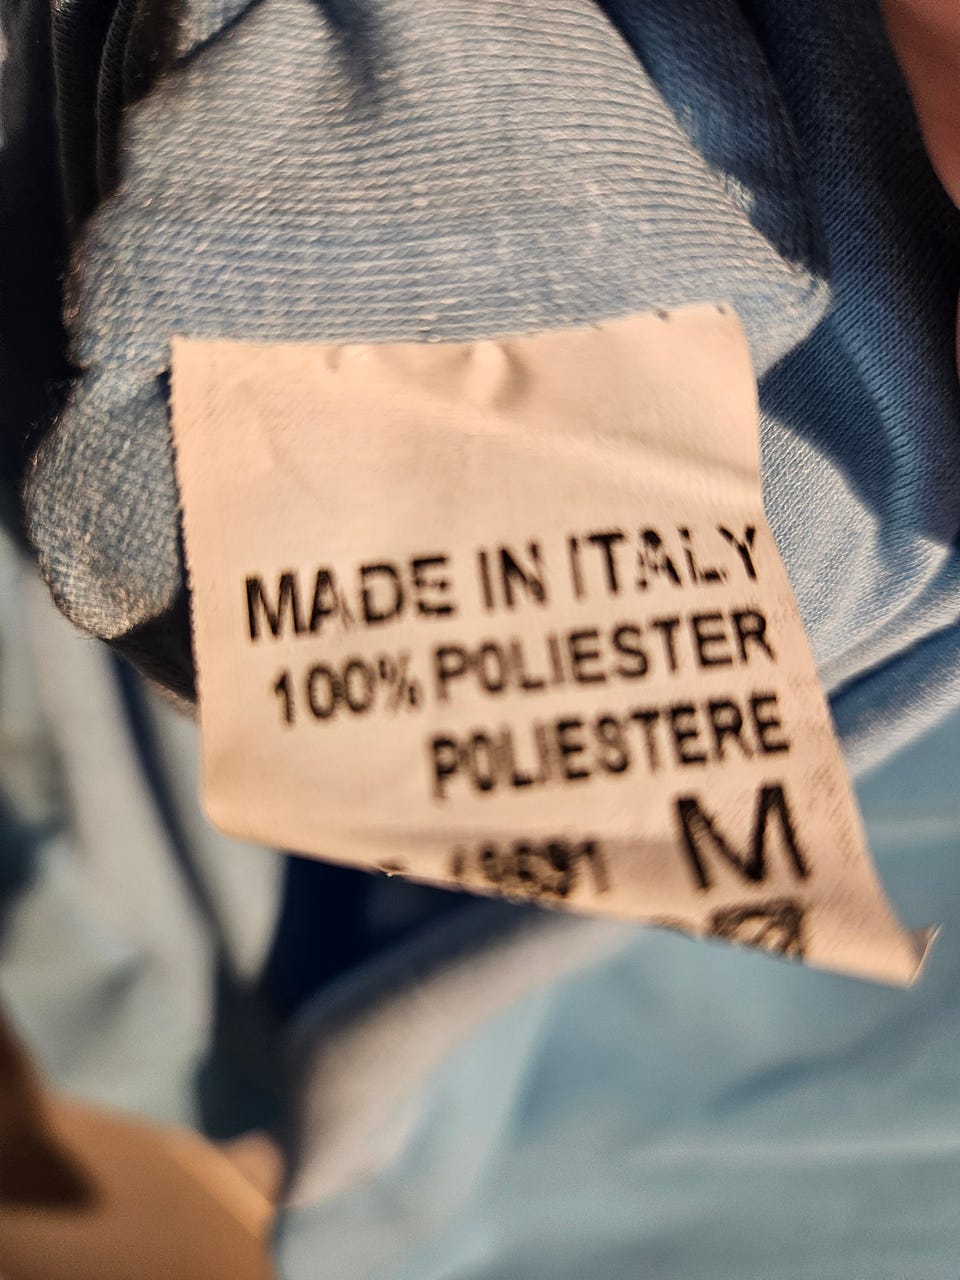 MADE IN ITALY
100% POLIESTER
POLIESTERE
M